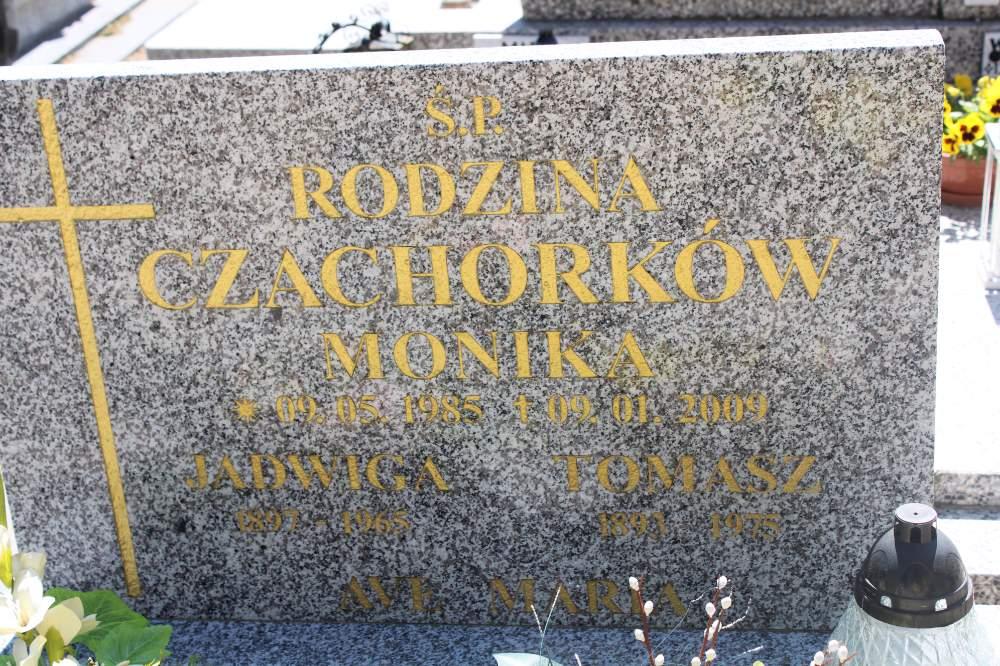 Ś.P.
RODZINA
CZACHORKÓW
MONIKA
* 09. 05. 1985 † 09. 01. 2009
JADWIGA TOMASZ
1897 - 1965 1893 1975
AVE MARIA